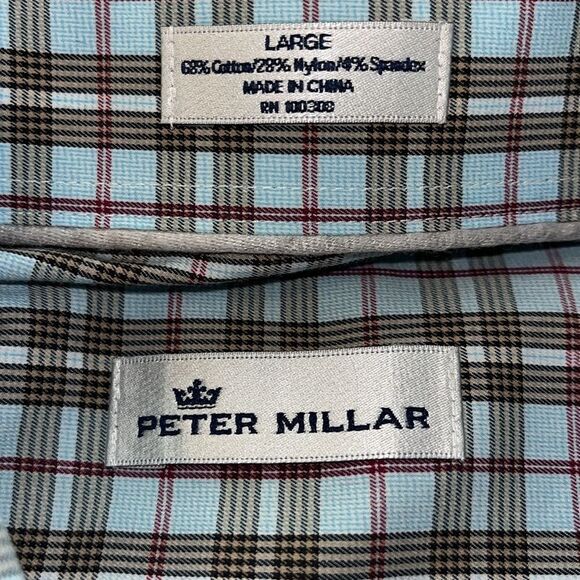 LARGE
68% Cotton/28% Nylon/4% Spandex
MADE IN CHINA
RN 100308
PETER MILLAR